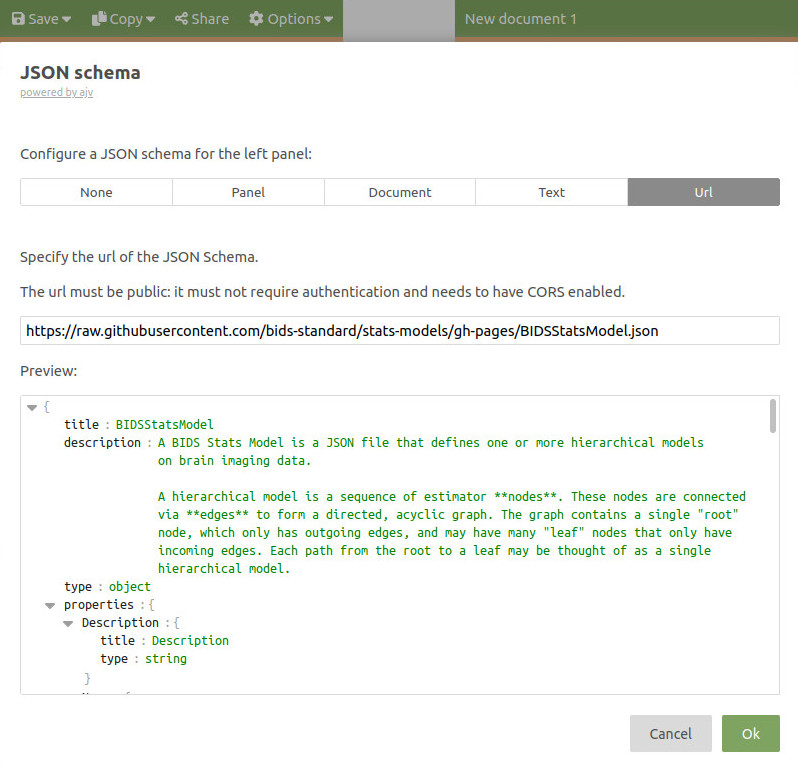 Save Copy Share Options New document 1
JSON schema
powered by ajv
Configure a JSON schema for the left panel:
None Panel Document Text Url
Specify the url of the JSON Schema.
The url must be public: it must not require authentication and needs to have CORS enabled.
https://raw.githubusercontent.com/bids-standard/stats-models/gh-pages/BIDSStatsModel.json
Preview:
{
title : BIDSStatsModel
description : A BIDS Stats Model is a JSON file that defines one or more hierarchical models
on brain imaging data.
A hierarchical model is a sequence of estimator **nodes**. These nodes are connected
via **edges** to form a directed, acyclic graph. The graph contains a single "root"
node, which only has outgoing edges, and may have many "leaf" nodes that only have
incoming edges. Each path from the root to a leaf may be thought of as a single
hierarchical model.
type : object
properties : {
Description : {
title : Description
type : string
}
Cancel Ok